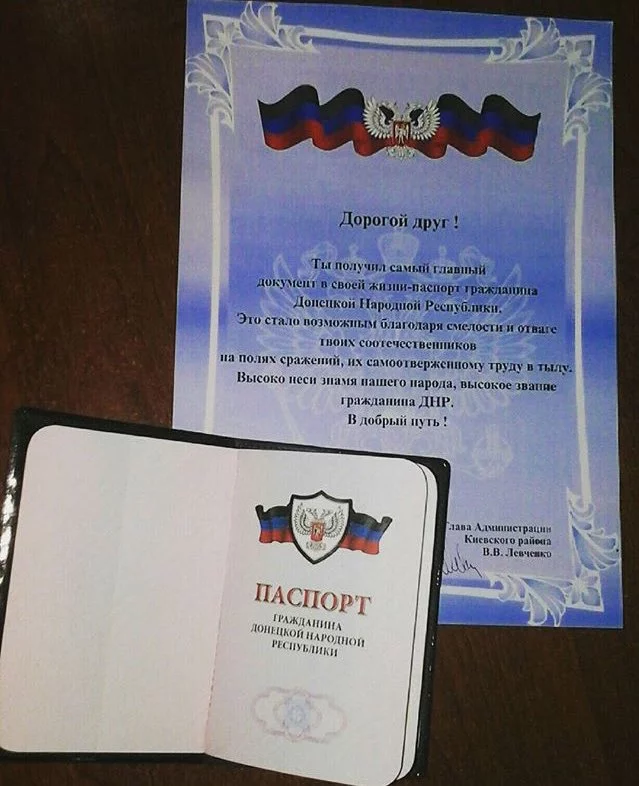 Дорогой друг !
Ты получил самый главный
документ в своей жизни-паспорт гражданина
Донецкой Народной Республики.
Это стало возможным благодаря смелости и отваге
твоих соотечественников
на полях сражений, их самоотверженному труду в тылу.
Высоко неси знамя нашего народа, высокое звание
гражданина ДНР.
В добрый путь !
Глава Администрации
Киевского района
В.В. Левченко
ПАСПОРТ
ГРАЖДАНИНА
ДОНЕЦКОЙ НАРОДНОЙ
РЕСПУБЛИКИ